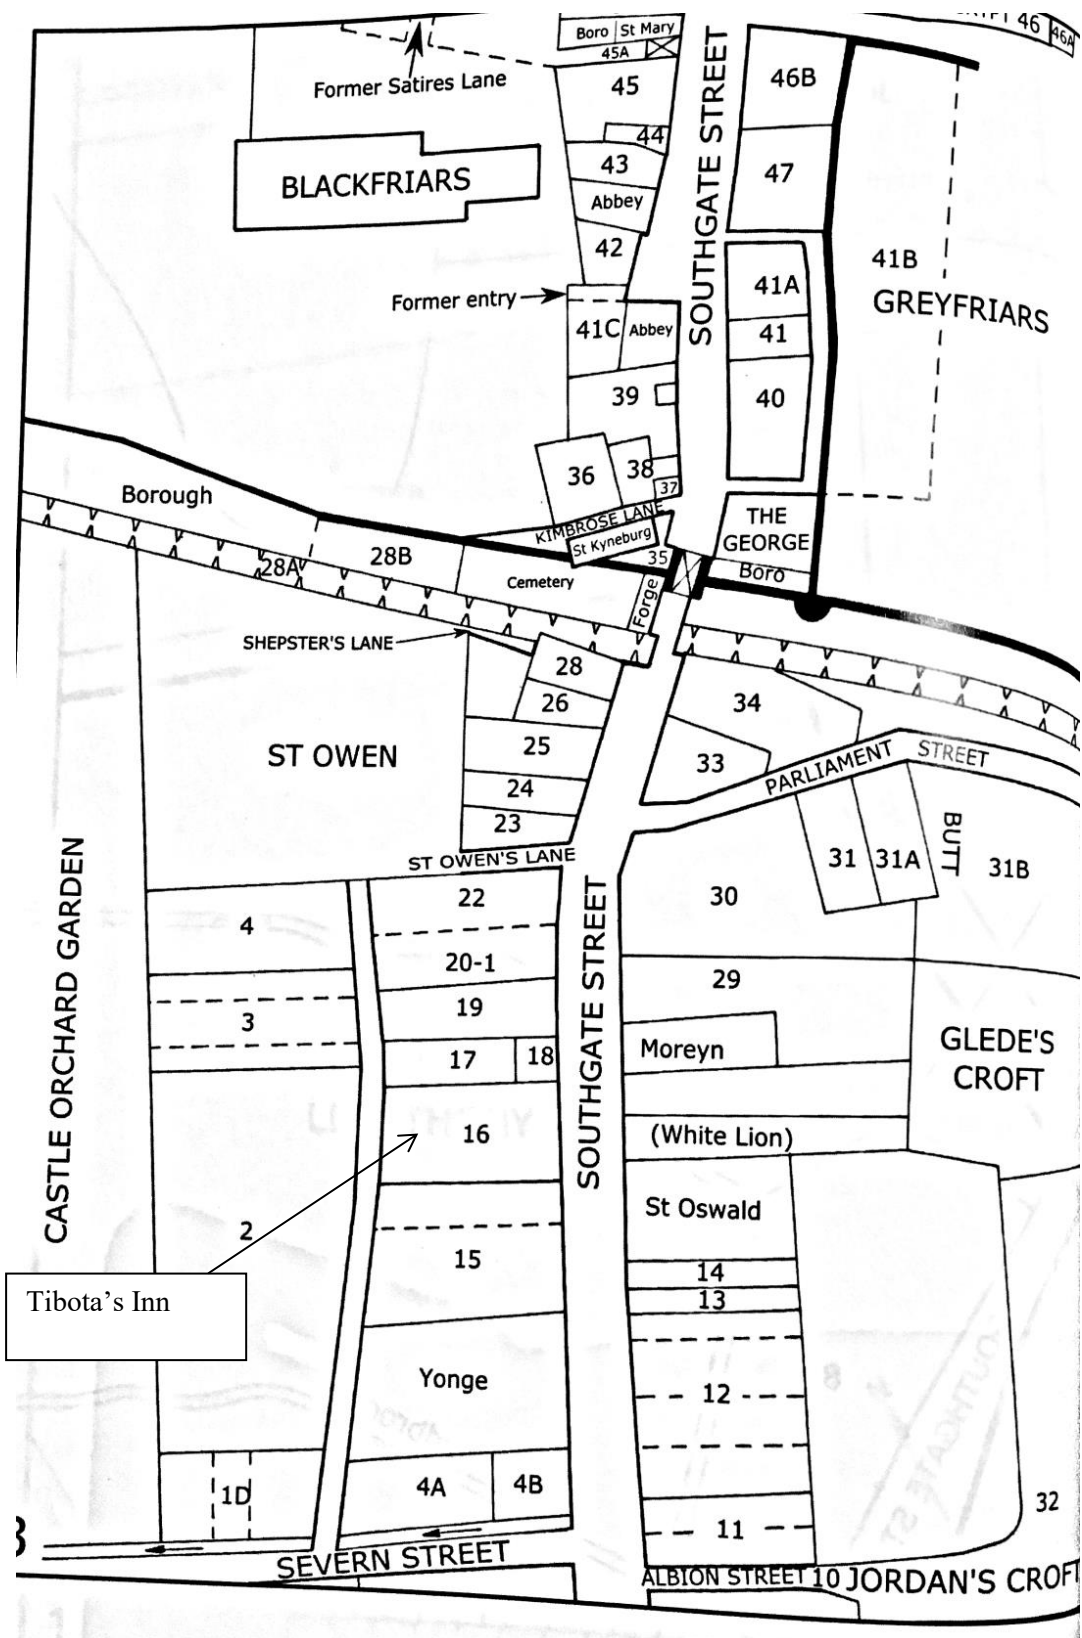 46
46A
Boro
St Mary
45A
Former Satires Lane
45
SOUTHGATE STREET
46B
44
43
47
BLACKFRIARS
Abbey
42
41B
GREYFRIARS
Former entry
41A
41C
Abbey
41
39
40
36
38
37
Borough
KIMBROSE LANE
St Kyneburg
THE
GEORGE
Boro
28A
28B
35
Cemetery
Forge
SHEPSTER'S LANE
28
26
34
ST OWEN
25
33
PARLIAMENT STREET
24
23
BUTT
31
31A
31B
ST OWEN'S LANE
CASTLE ORCHARD GARDEN
4
22
SOUTHGATE STREET
30
20-1
29
3
19
GLEDE'S
CROFT
17
18
Moreyn
16
(White Lion)
2
St Oswald
15
14
13
Tibota's Inn
Yonge
12
1D
4A
4B
32
11
SEVERN STREET
ALBION STREET
10
JORDAN'S CROFT